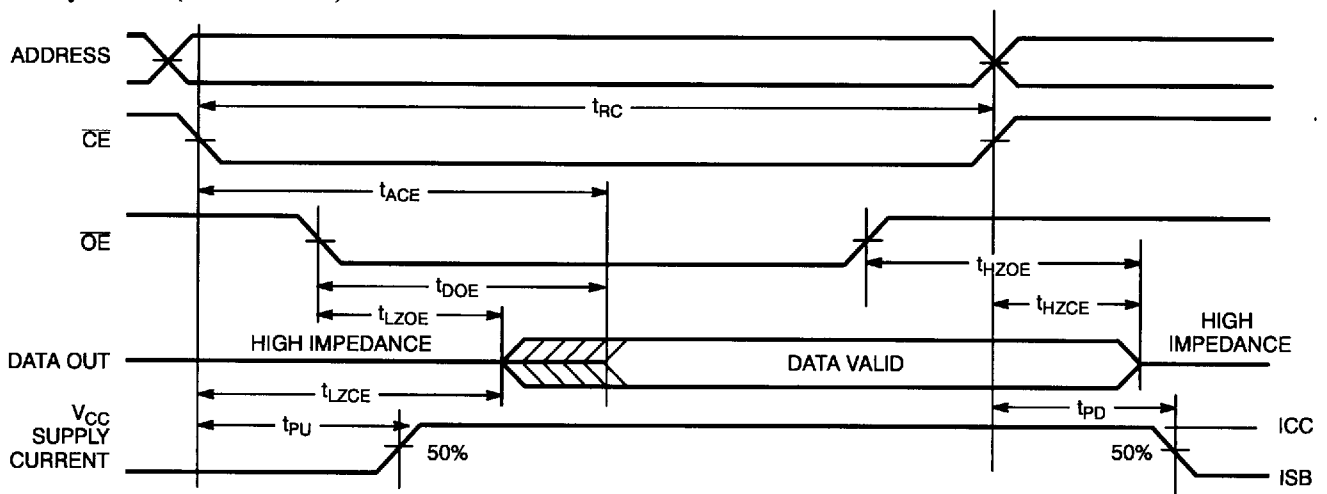 ADDRESS
tRC
CE
tACE
OE
tHZOE
tDOE
tLZOE
tHZCE
HIGH IMPEDANCE
HIGH
IMPEDANCE
DATA OUT
DATA VALID
tLZCE
VCC
SUPPLY
CURRENT
tPU
50%
tPD
50%
ICC
ISB